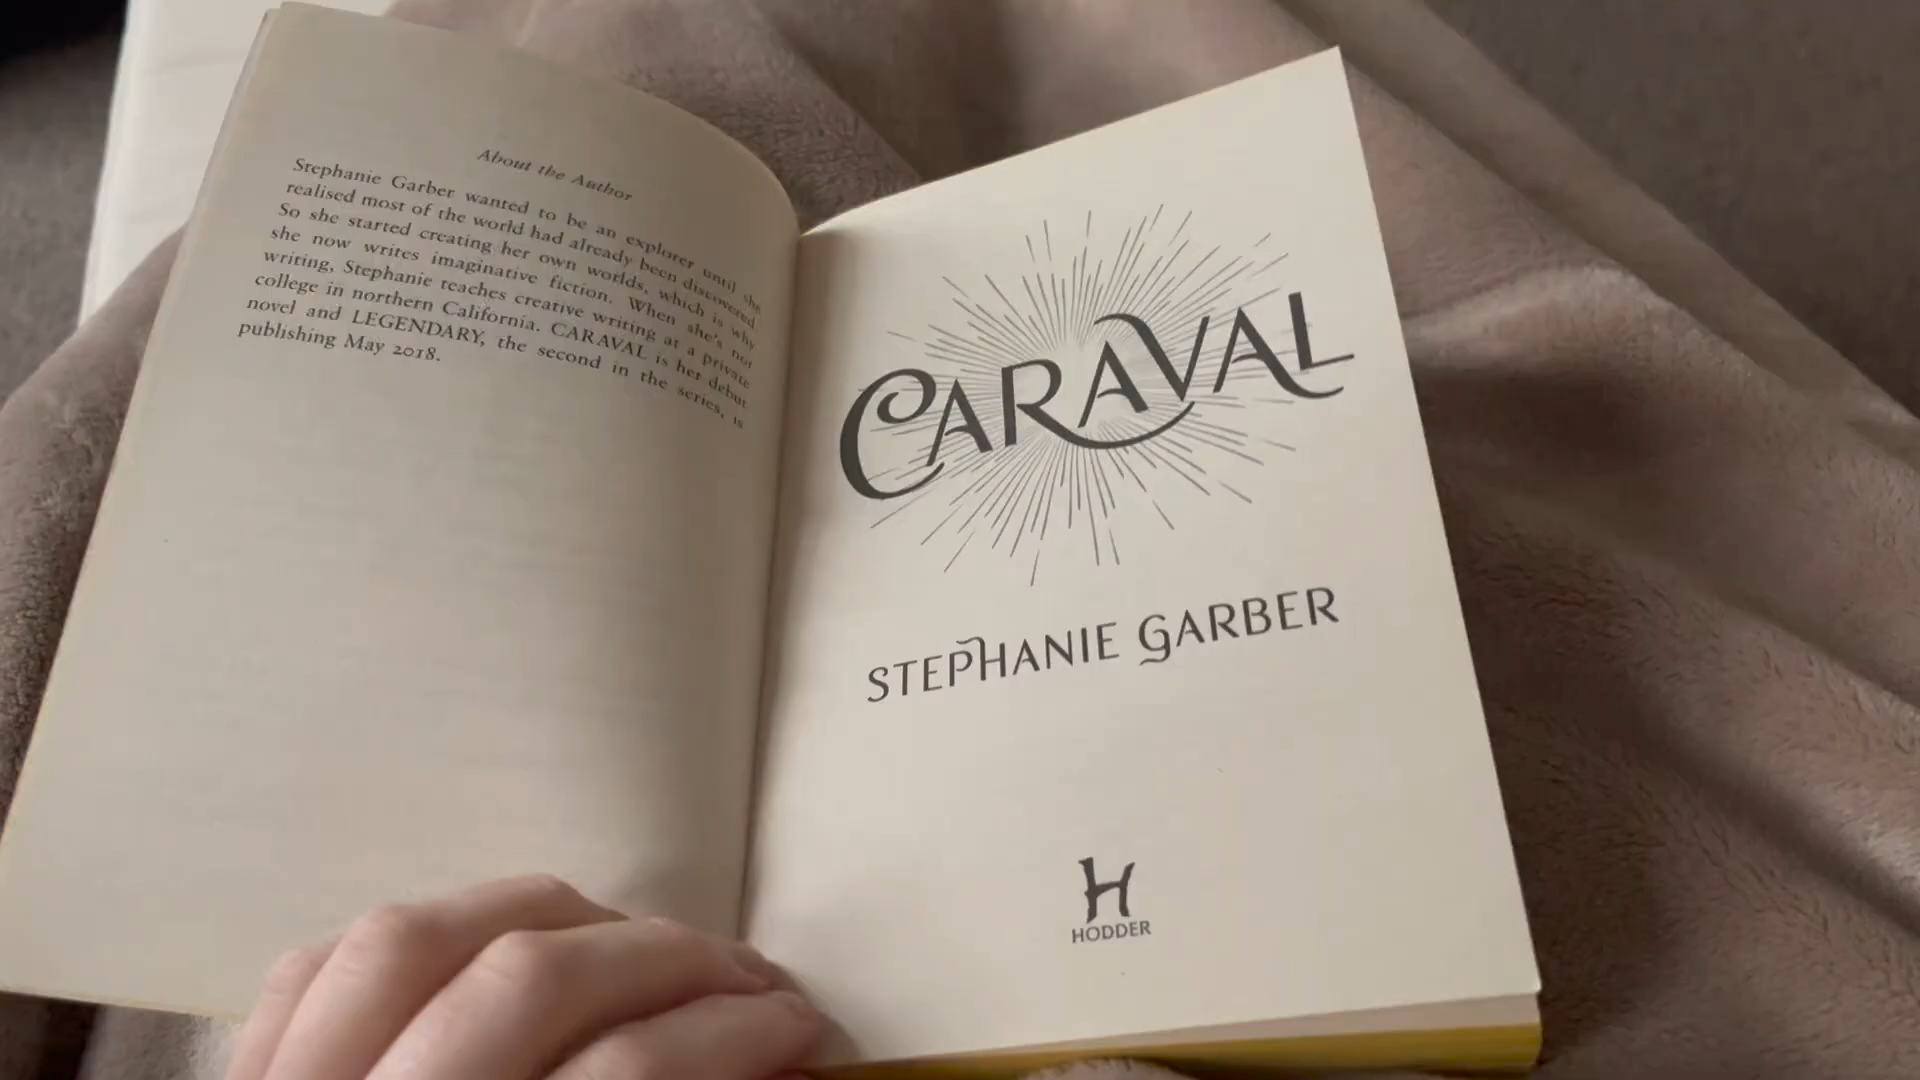 About the Author
Stephanie Garber wanted to be an explorer until she
realised most of the world had already been discovered.
So she started creating her own worlds, which is why
she now writes imaginative fiction. When she's not
writing, Stephanie teaches creative writing at a private
college in northern California. CARAVAL is her debut
novel and LEGENDARY, the second in the series, is
publishing May 2018.
CARAVAL
STEPHANIE GARBER
H
HODDER